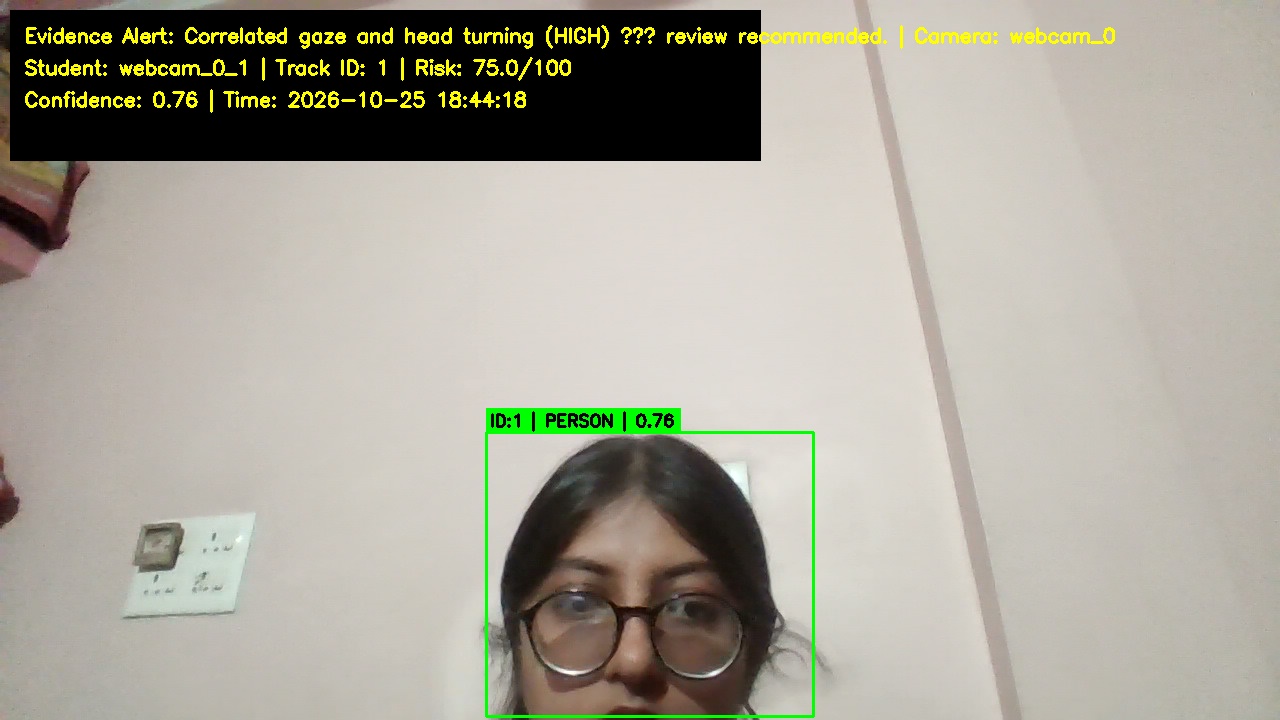 Evidence Alert: Correlated gaze and head turning (HIGH) ??? review recommended. | Camera: webcam_0
Student: webcam_0_1 | Track ID: 1 | Risk: 75.0/100
Confidence: 0.76 | Time: 2026-10-25 18:44:18
ID:1 | PERSON | 0.76